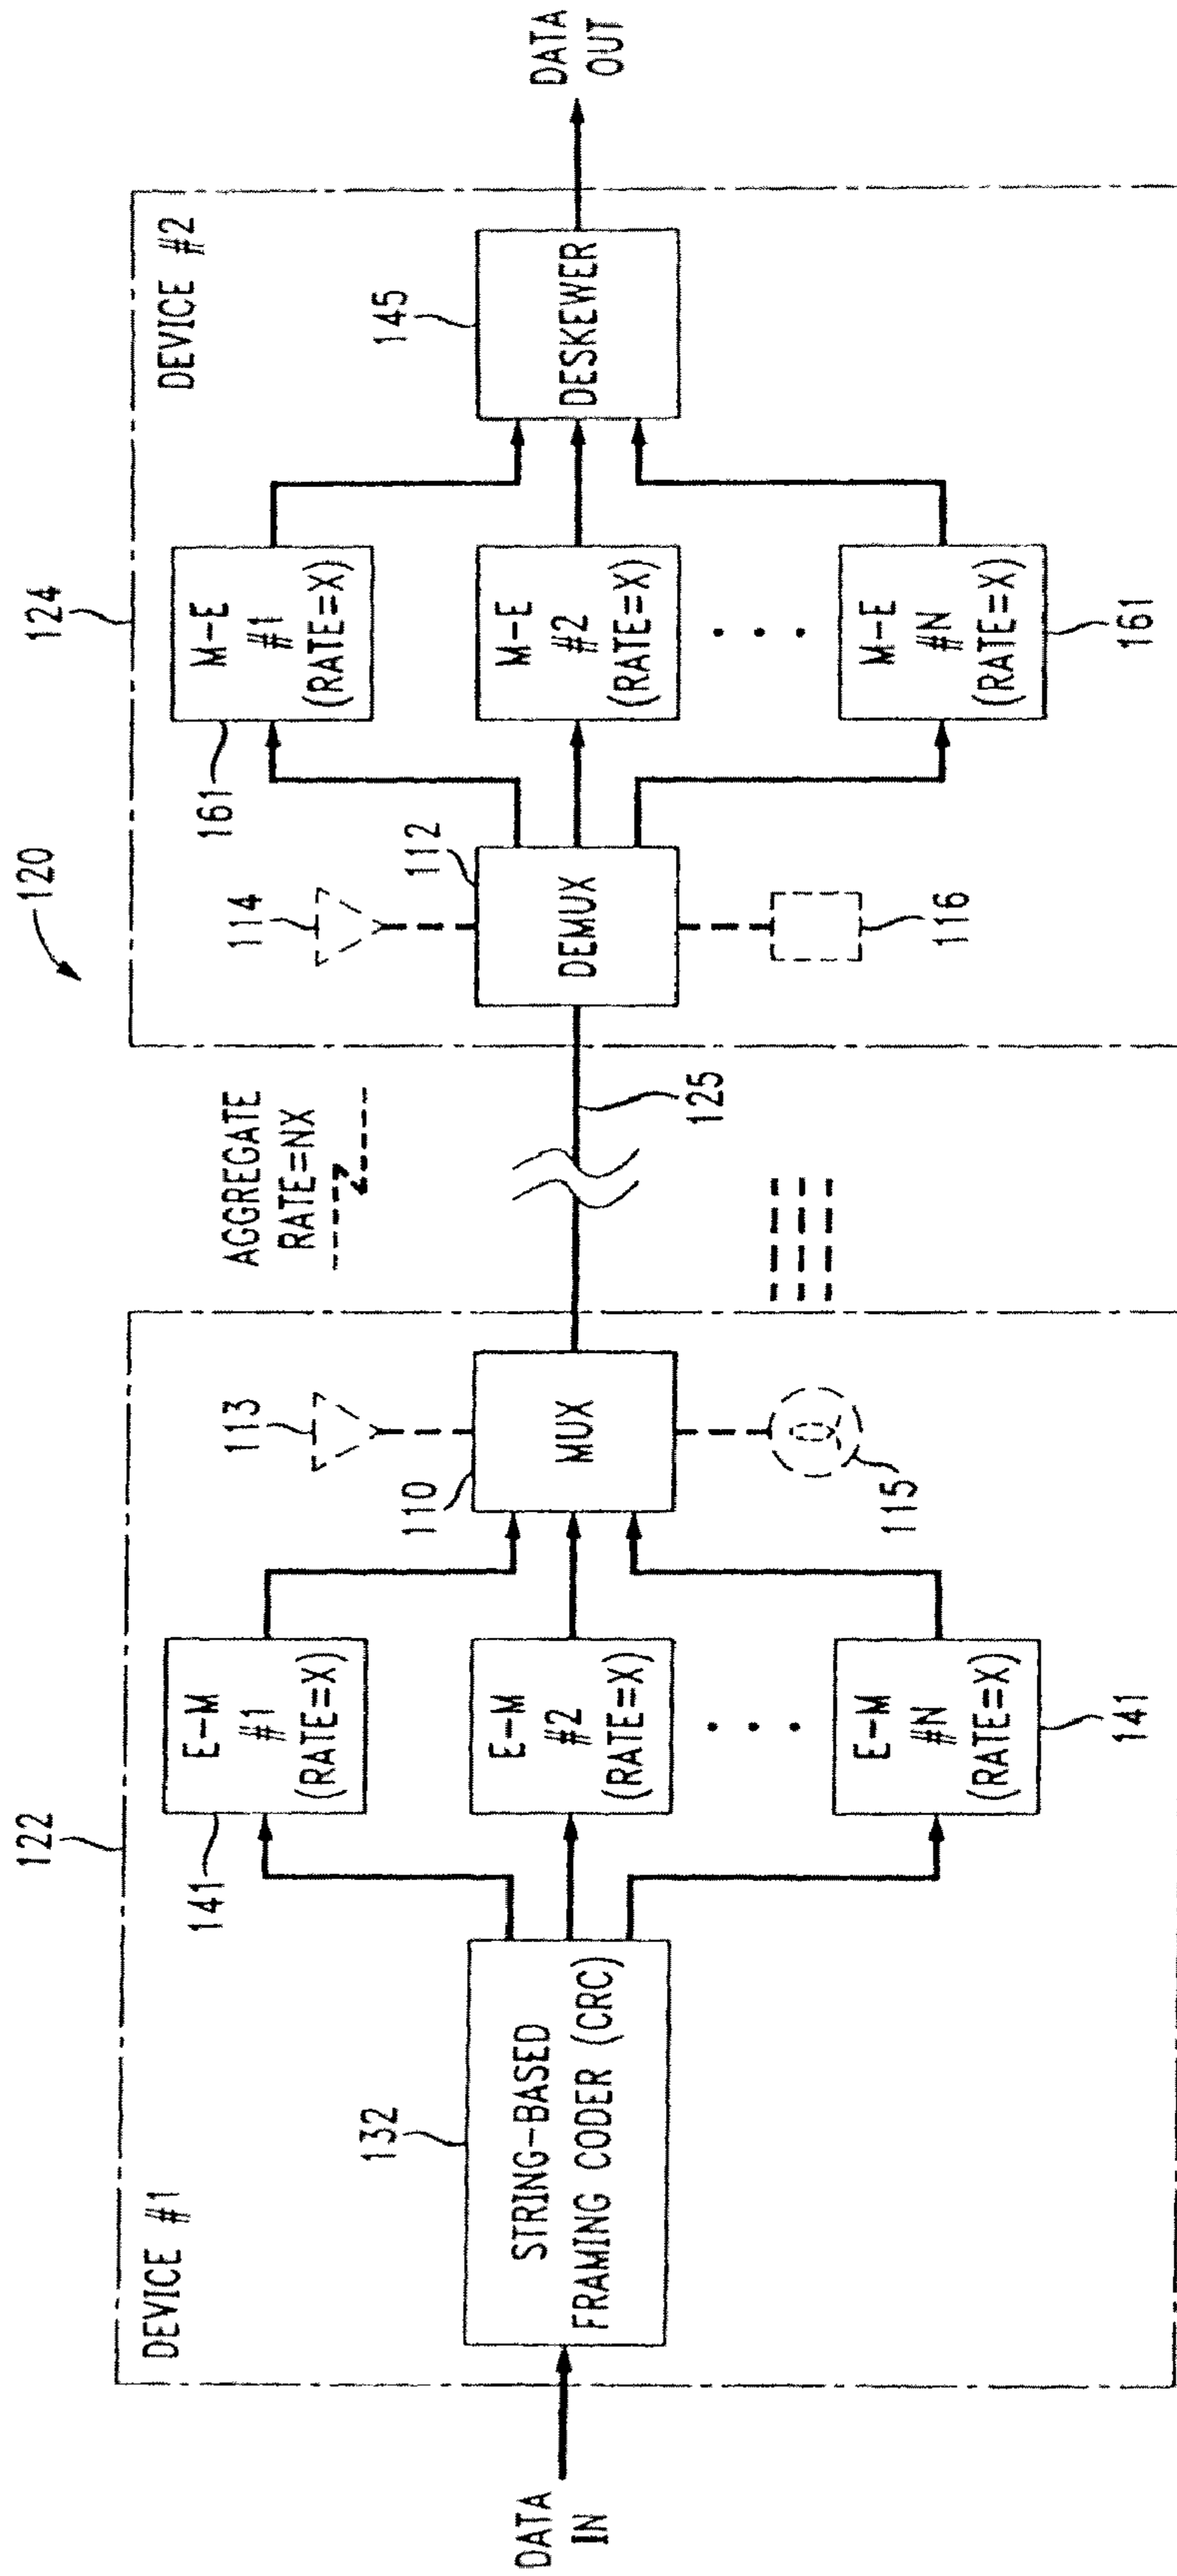 120
122
124
DEVICE #1
DATA
IN
132
STRING-BASED
FRAMING CODER (CRC)
141
E-M
#1
(RATE=X)
E-M
#2
(RATE=X)
E-M
#N
(RATE=X)
141
113
110
MUX
115
AGGREGATE
RATE=NX
125
DEVICE #2
114
112
DEMUX
116
161
M-E
#1
(RATE=X)
M-E
#2
(RATE=X)
M-E
#N
(RATE=X)
161
145
DESKEWER
DATA
OUT